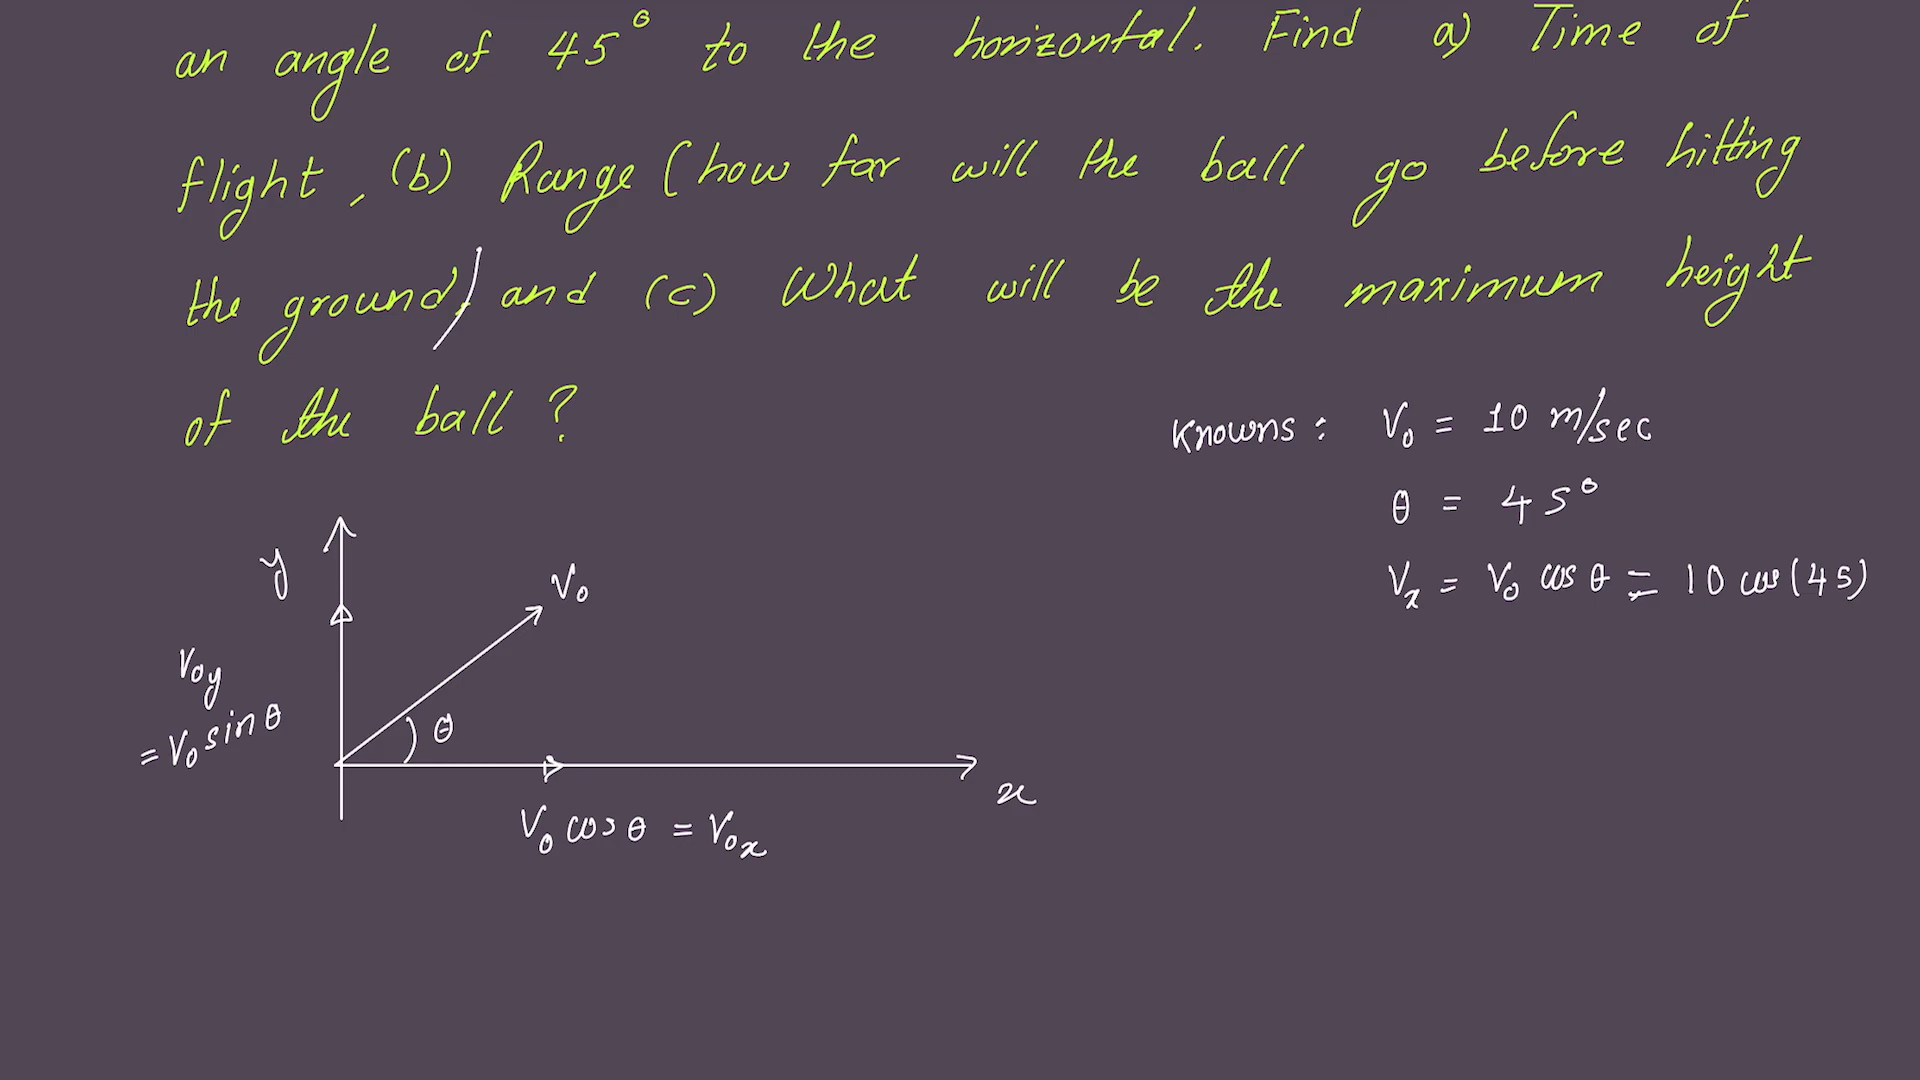 an angle of 45° to the horizontal. Find a) Time of
flight, (b) Range (how far will the ball go before hitting
the ground) and (c) What will be the maximum height
of the ball ?
Knowns : V₀ = 10 m/sec
θ = 45°
Vₓ = V₀ cos θ = 10 cos(45)
y
V₀
V₀y
= V₀ sin θ
θ
x
V₀ cos θ = V₀ₓ